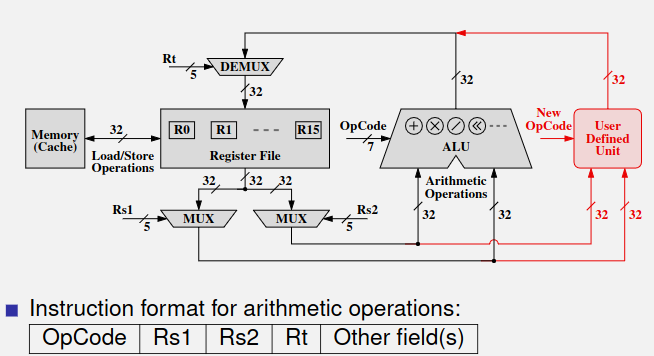 Rt
5
DEMUX
32
32
32
Memory
(Cache)
32
Load/Store
Operations
R0
R1
R15
Register File
OpCode
7
ALU
New
OpCode
User
Defined
Unit
Arithmetic
Operations
32
32
32
Rs1
5
MUX
MUX
Rs2
5
32
32
32
32
Instruction format for arithmetic operations:
OpCode Rs1 Rs2 Rt Other field(s)